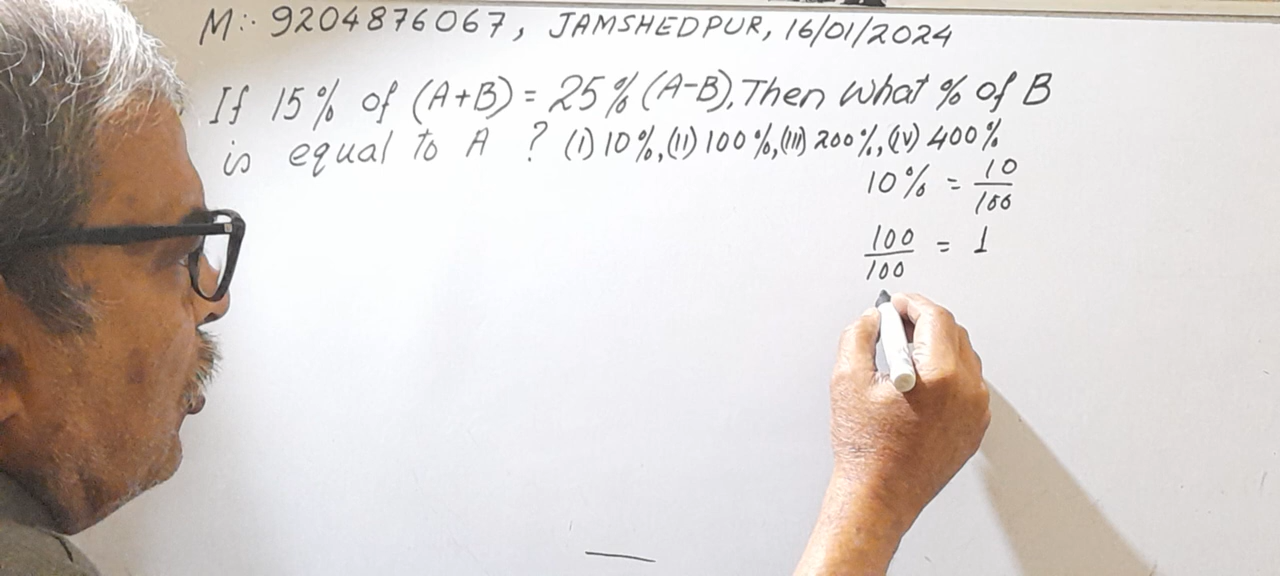 M:- 9204876067, JAMSHEDPUR, 16/01/2024
If 15% of (A+B) = 25% (A-B), Then What % of B
is equal to A ? (I) 10%, (II) 100%, (III) 200%, (IV) 400%
10% = 10/100
100/100 = 1